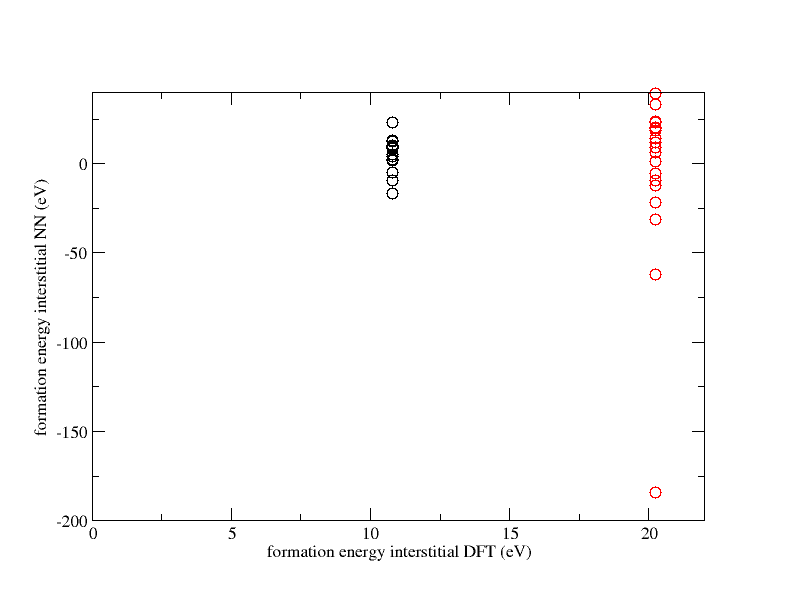 formation energy interstitial NN (eV)
0
-50
-100
-150
-200
0 5 10 15 20
formation energy interstitial DFT (eV)